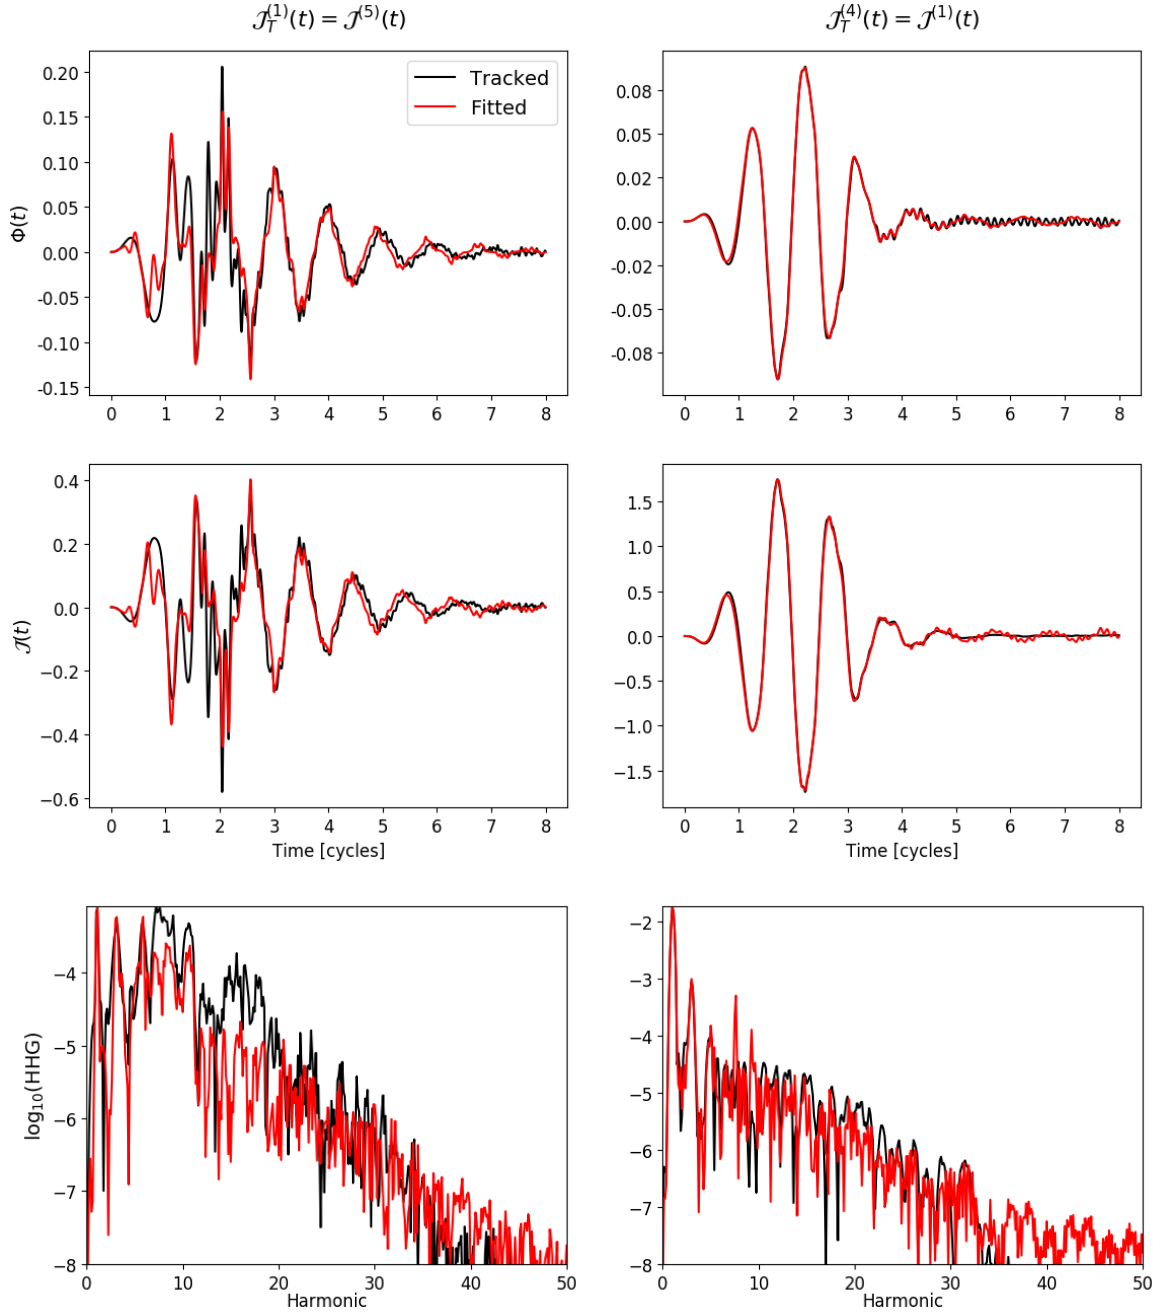 𝒥_T^(1)(t) = 𝒥^(5)(t)
𝒥_T^(4)(t) = 𝒥^(1)(t)
Φ(t)
0.20
0.15
0.10
0.05
0.00
-0.05
-0.10
-0.15
Tracked
Fitted
0 1 2 3 4 5 6 7 8
0.08
0.05
0.02
0.00
-0.02
-0.05
-0.08
0 1 2 3 4 5 6 7 8
𝒥(t)
0.4
0.2
0.0
−0.2
−0.4
−0.6
0 1 2 3 4 5 6 7 8
Time [cycles]
1.5
1.0
0.5
0.0
−0.5
−1.0
−1.5
0 1 2 3 4 5 6 7 8
Time [cycles]
log₁₀(HHG)
−4
−5
−6
−7
−8
0 10 20 30 40 50
Harmonic
−2
−3
−4
−5
−6
−7
−8
0 10 20 30 40 50
Harmonic